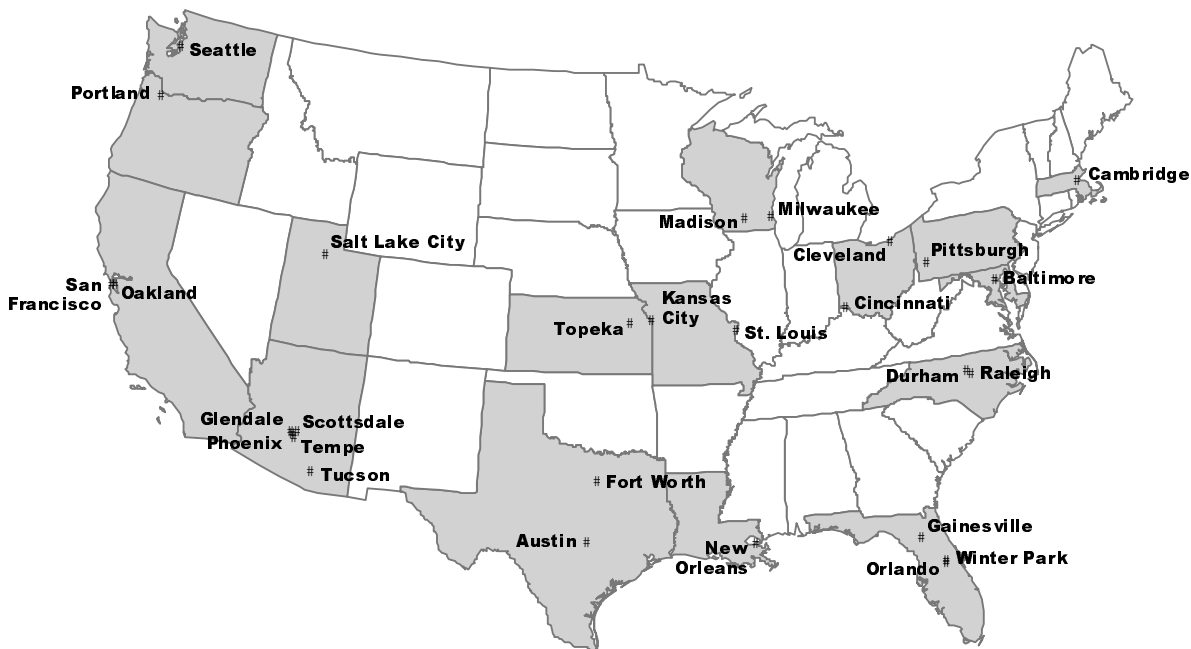 Seattle
Portland
Cambridge
Madison
Milwaukee
Salt Lake City
Cleveland
Pittsburgh
Baltimore
San
Francisco
Oakland
Kansas
City
Cincinnati
Topeka
St. Louis
Durham
Raleigh
Glendale
Scottsdale
Phoenix
Tempe
Tucson
Fort Worth
Gainesville
Austin
New
Orleans
Winter Park
Orlando